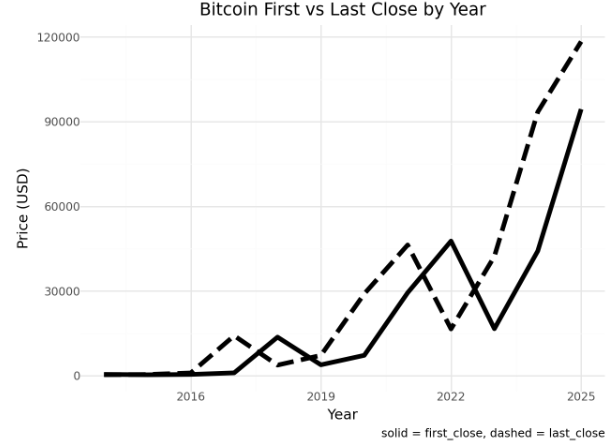 Bitcoin First vs Last Close by Year
120000
90000
60000
30000
0
Price (USD)
2016 2019 2022 2025
Year
solid = first_close, dashed = last_close